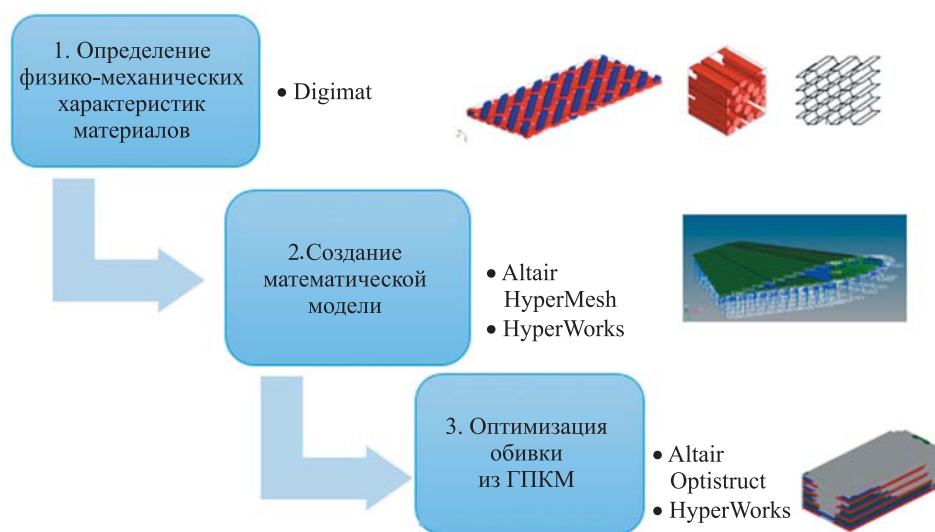 1. Определение
физико-механических
характеристик
материалов
• Digimat
2.Создание
математической
модели
• Altair
HyperMesh
• HyperWorks
3. Оптимизация
обивки
из ГПКМ
• Altair
Optistruct
• HyperWorks